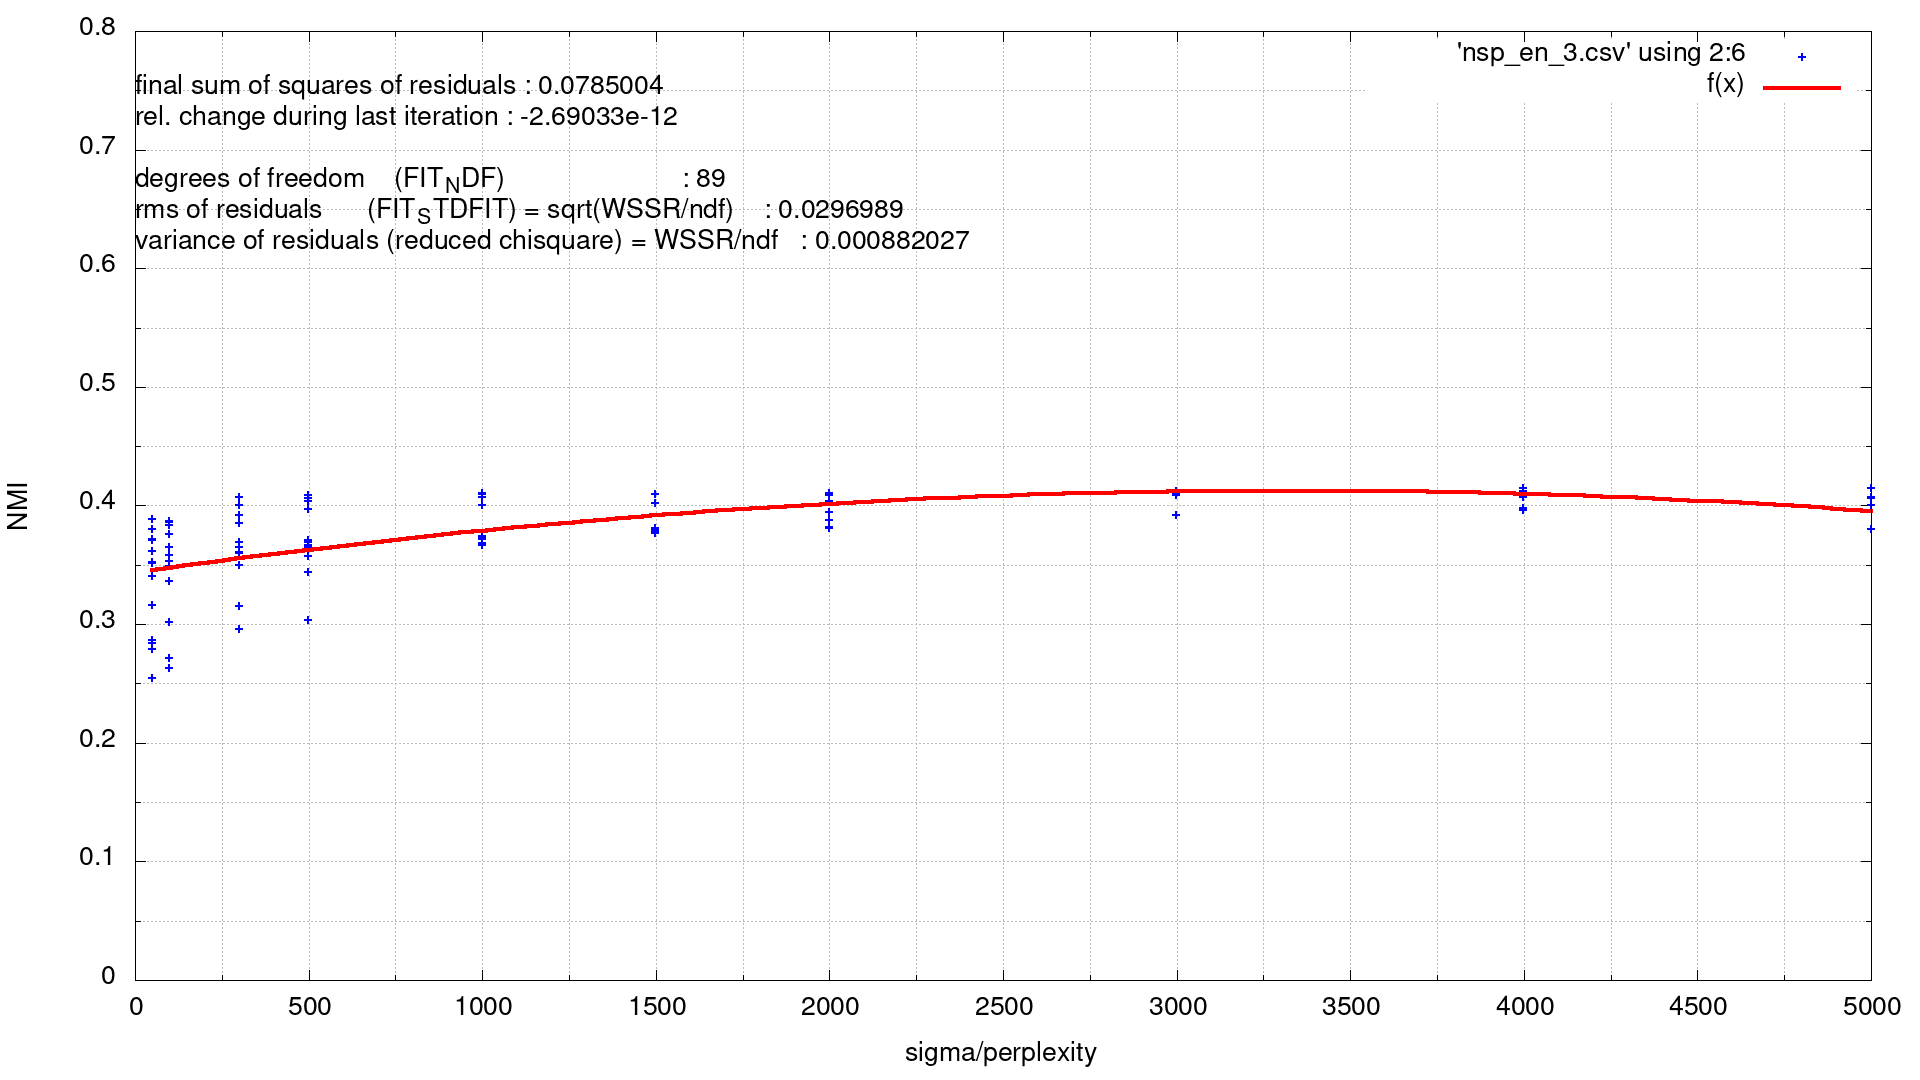 0.8
'nsp_en_3.csv' using 2:6
f(x)
final sum of squares of residuals : 0.0785004
rel. change during last iteration : -2.69033e-12
0.7
degrees of freedom (FIT_NDF) : 89
rms of residuals (FIT_STDFIT) = sqrt(WSSR/ndf) : 0.0296989
variance of residuals (reduced chisquare) = WSSR/ndf : 0.000882027
0.6
0.5
0.4
NMI
0.3
0.2
0.1
0
0 500 1000 1500 2000 2500 3000 3500 4000 4500 5000
sigma/perplexity